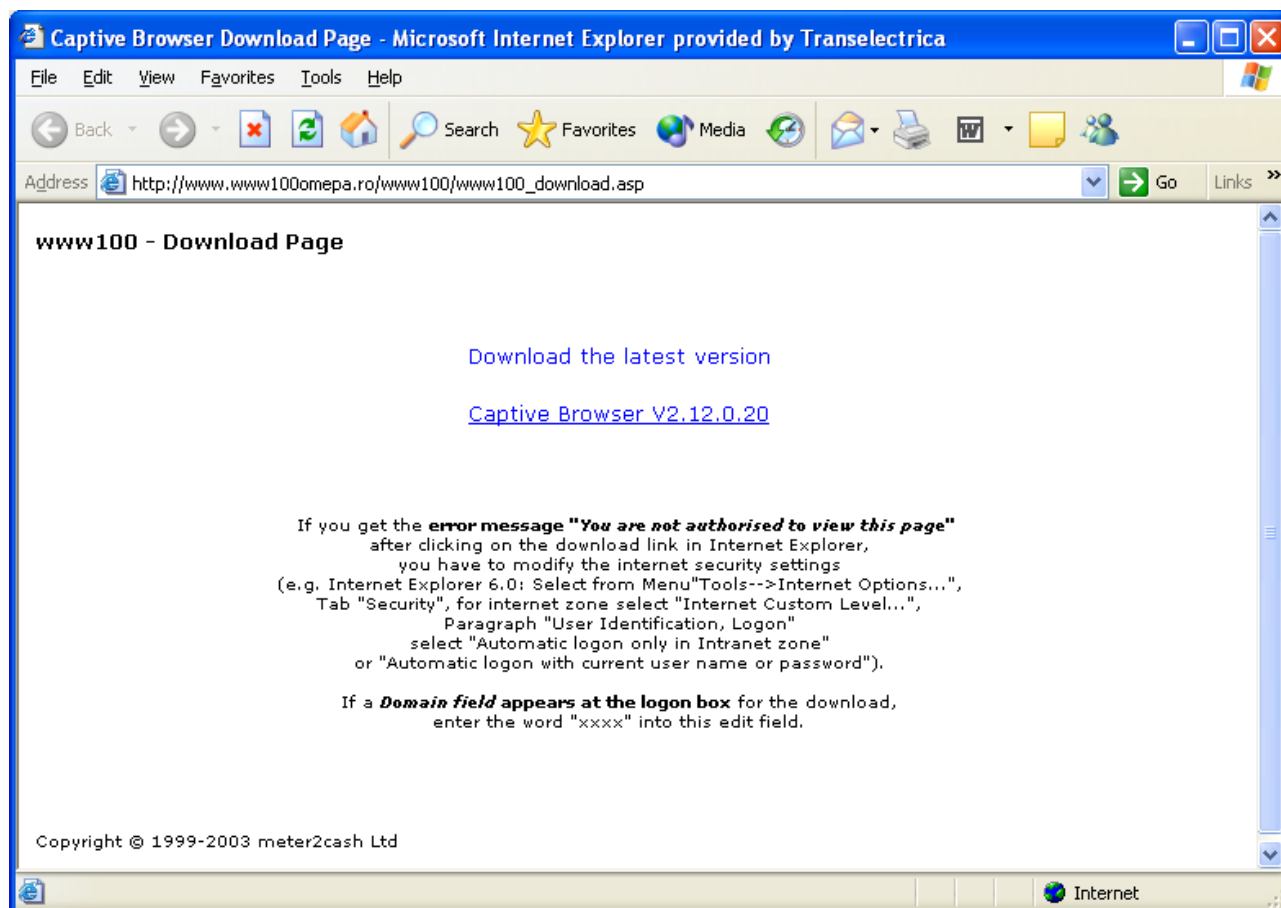 Captive Browser Download Page - Microsoft Internet Explorer provided by Transelectrica
File Edit View Favorites Tools Help
Back Search Favorites Media
Address http://www.www100omepa.ro/www100/www100_download.asp Go Links »
www100 - Download Page
Download the latest version
Captive Browser V2.12.0.20
If you get the error message "You are not authorised to view this page"
after clicking on the download link in Internet Explorer,
you have to modify the internet security settings
(e.g. Internet Explorer 6.0: Select from Menu"Tools-->Internet Options...",
Tab "Security", for internet zone select "Internet Custom Level...",
Paragraph "User Identification, Logon"
select "Automatic logon only in Intranet zone"
or "Automatic logon with current user name or password").
If a Domain field appears at the logon box for the download,
enter the word "xxxx" into this edit field.
Copyright © 1999-2003 meter2cash Ltd
Internet